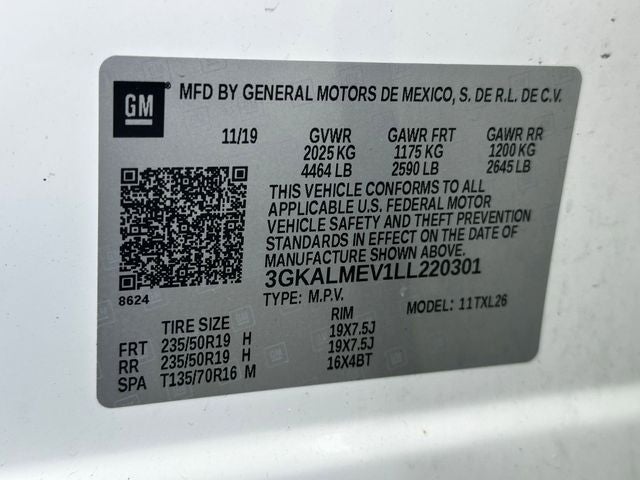 GM MFD BY GENERAL MOTORS DE MEXICO, S. DE R.L. DE C.V.
11/19 GVWR GAWR FRT GAWR RR
2025 KG 1175 KG 1200 KG
4464 LB 2590 LB 2645 LB
THIS VEHICLE CONFORMS TO ALL
APPLICABLE U.S. FEDERAL MOTOR
VEHICLE SAFETY AND THEFT PREVENTION
STANDARDS IN EFFECT ON THE DATE OF
MANUFACTURE SHOWN ABOVE.
3GKALMEV1LL220301
8624 TYPE: M.P.V. MODEL: 11TXL26
TIRE SIZE RIM
FRT 235/50R19 H 19X7.5J
RR 235/50R19 H 19X7.5J
SPA T135/70R16 M 16X4BT